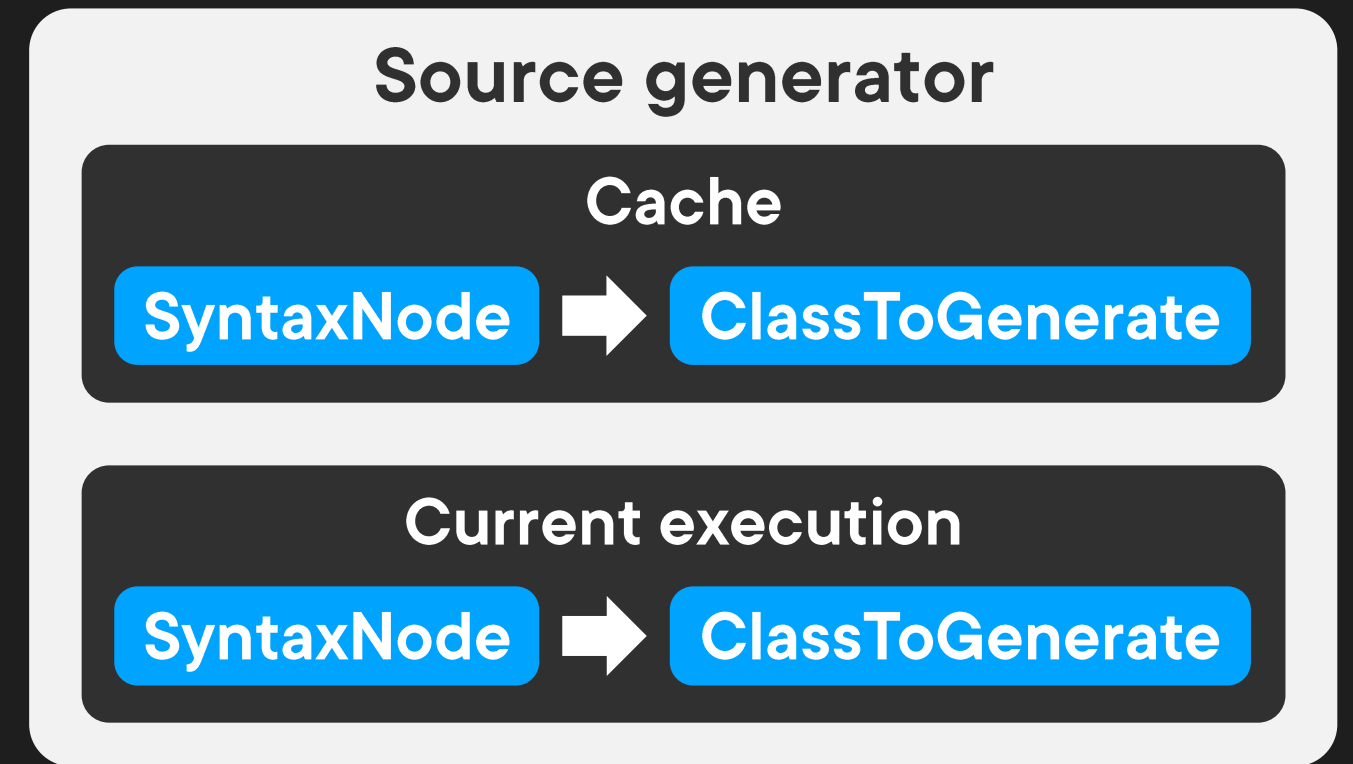 Source generator
Cache
SyntaxNode ClassToGenerate
Current execution
SyntaxNode ClassToGenerate